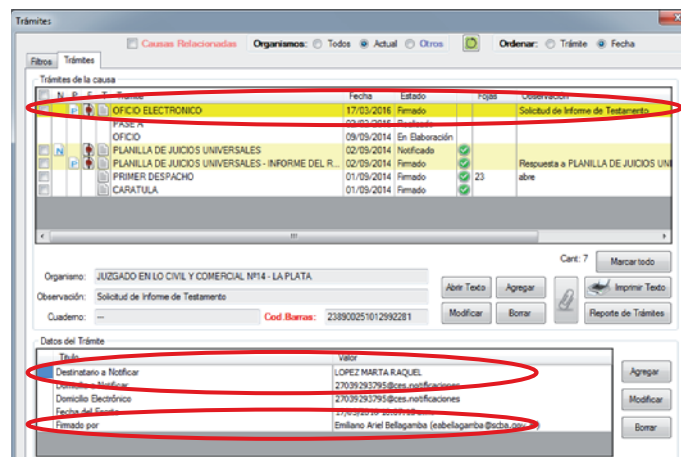 Trámites
Causas Relacionadas Organismos: Todos Actual Otros Ordenar: Trámite Fecha
Filtros Trámites
Trámites de la causa
N P F T Trámite Fecha Estado Fojas Observación
P OFICIO ELECTRONICO 17/03/2016 Firmado Solicitud de Informe de Testamento
PASE A
OFICIO 09/09/2014 En Elaboración
N PLANILLA DE JUICIOS UNIVERSALES 02/09/2014 Notificado
P PLANILLA DE JUICIOS UNIVERSALES - INFORME DEL R... 02/09/2014 Firmado Respuesta a PLANILLA DE JUICIOS UNI
PRIMER DESPACHO 01/09/2014 Firmado 23 abre
CARATULA 01/09/2014 Firmado
Cant: 7 Marcar todo
Organismo: JUZGADO EN LO CIVIL Y COMERCIAL Nº14 - LA PLATA
Abrir Texto Agregar Imprimir Texto
Observación: Solicitud de Informe de Testamento
Cuaderno: -- Cod.Barras: 238900251012992281 Modificar Borrar Reporte de Trámites
Datos del Trámite
Título Valor
Destinatario a Notificar LOPEZ MARTA RAQUEL Agregar
Domicilio a Notificar 27039293795@ces.notificaciones
Domicilio Electrónico 27039293795@ces.notificaciones Modificar
Fecha del
Firmado por Emiliano Ariel Bellagamba (eabellagamba@scba.gov. Borrar